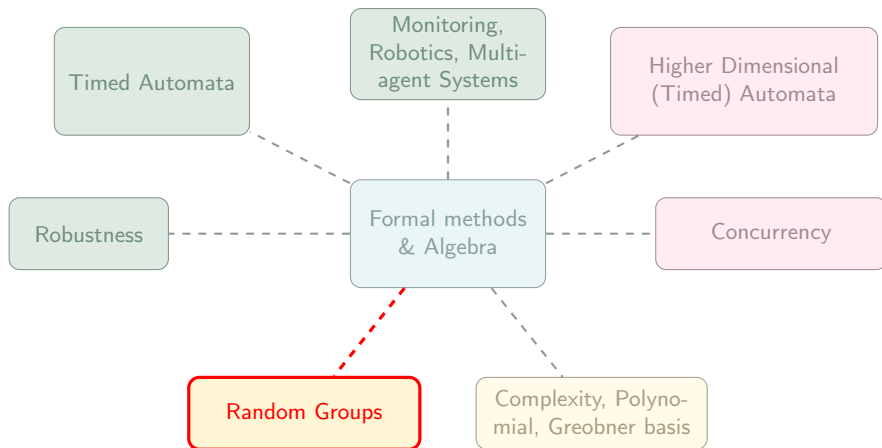 Timed Automata
Monitoring,
Robotics, Multi-
agent Systems
Higher Dimensional
(Timed) Automata
Robustness
Formal methods
& Algebra
Concurrency
Random Groups
Complexity, Polyno-
mial, Greobner basis